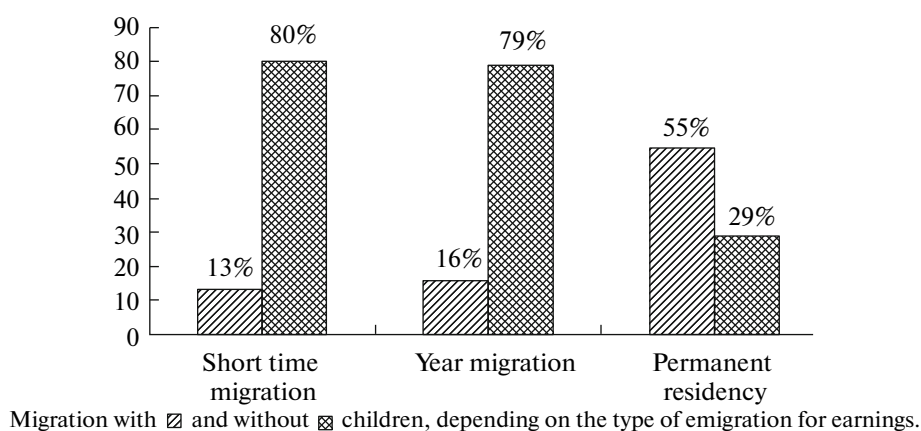 90
80
70
60
50
40
30
20
10
0
80%
79%
55%
29%
13%
16%
Short time
migration
Year migration
Permanent
residency
Migration with and without children, depending on the type of emigration for earnings.